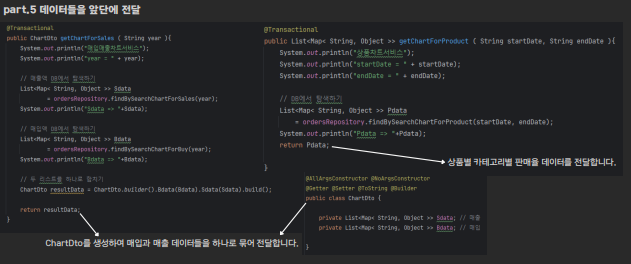 part.5 데이터들을 앞단에 전달
@Transactional
public ChartDto getChartForSales ( String year ){
System.out.println("매입매출차트서비스");
System.out.println("year = " + year);
// 매출액 DB에서 탐색하기
List<Map< String, Object >> Sdata
= ordersRepository.findBySearchChartForSales(year);
System.out.println("Sdata => "+Sdata);
// 매입액 DB에서 탐색하기
List<Map< String, Object >> Bdata
= ordersRepository.findBySearchChartForBuy(year);
System.out.println("Bdata => "+Bdata);
// 두 리스트를 하나로 합치기
ChartDto resultData = ChartDto.builder().Bdata(Bdata).Sdata(Sdata).build();
return resultData;
}
@Transactional
public List<Map< String, Object >> getChartForProduct ( String startDate, String endDate ){
System.out.println("상품차트서비스");
System.out.println("startDate = " + startDate);
System.out.println("endDate = " + endDate);
// DB에서 탐색하기
List<Map< String, Object >> Pdata
= ordersRepository.findBySearchChartForProduct(startDate, endDate);
System.out.println("Pdata => "+Pdata);
return Pdata;
}
상품별 카테고리별 판매율 데이터를 전달합니다.
@AllArgsConstructor @NoArgsConstructor
@Getter @Setter @ToString @Builder
public class ChartDto {
private List<Map< String, Object >> Sdata; // 매출
private List<Map< String, Object >> Bdata; // 매입
}
ChartDto를 생성하여 매입과 매출 데이터들을 하나로 묶어 전달합니다.